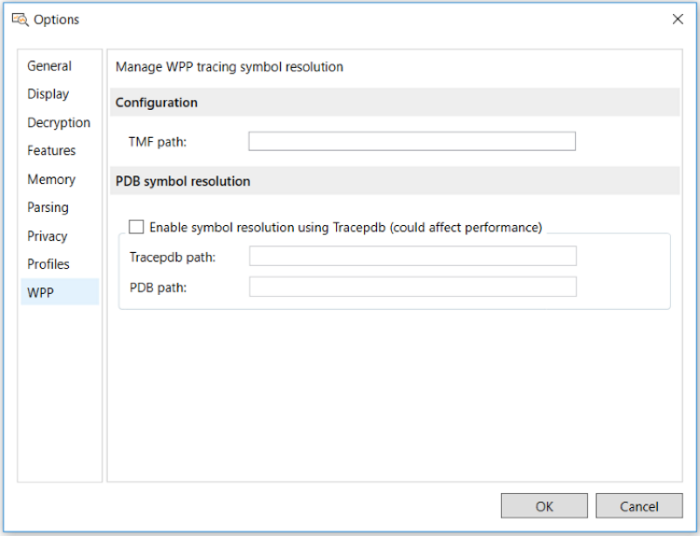 Options
General
Display
Decryption
Features
Memory
Parsing
Privacy
Profiles
WPP
Manage WPP tracing symbol resolution
Configuration
TMF path:
PDB symbol resolution
Enable symbol resolution using Tracepdb (could affect performance)
Tracepdb path:
PDB path:
OK
Cancel